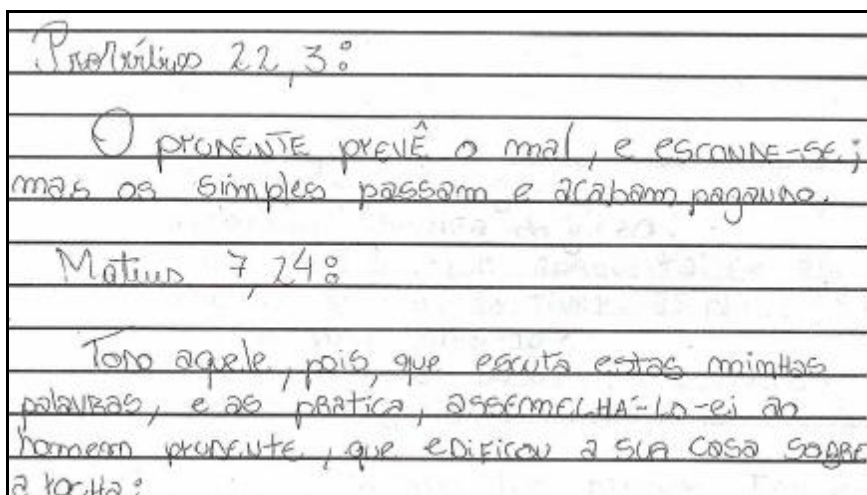 Provérbios 22,3:
O prudente prevê o mal, e esconde-se;
mas os simples passam e acabam pagando.
Mateus 7,24:
Todo aquele, pois, que escuta estas minhas
palavras, e as pratica, assemelhá-lo-ei ao
homem prudente, que edificou a sua casa sobre
a rocha: